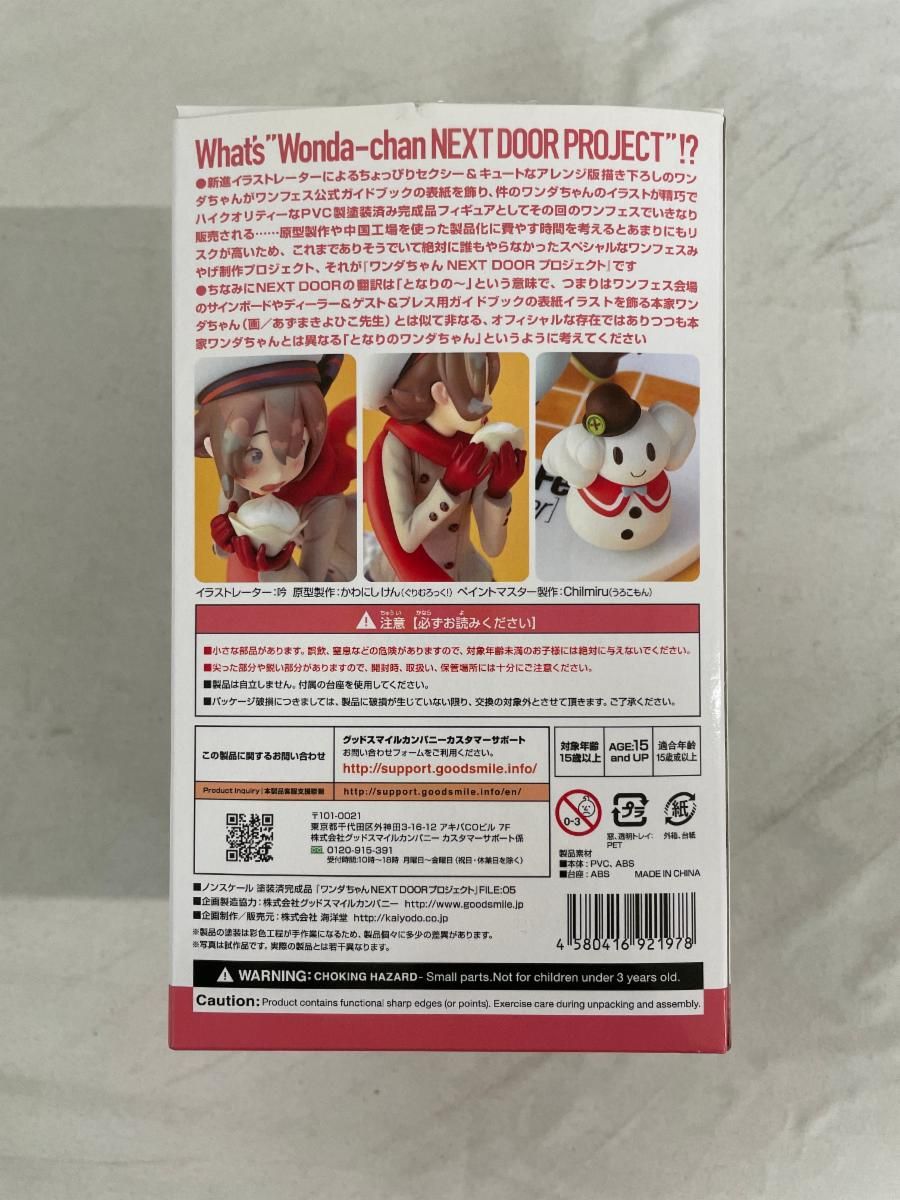 What's "Wonda-chan NEXT DOOR PROJECT"!?
●新進イラストレーターによるちょっぴりセクシー＆キュートなアレンジ版描き下ろしのワン
ダちゃんがワンフェス公式ガイドブックの表紙を飾り、件のワンダちゃんのイラストが精巧で
ハイクオリティーなPVC製塗装済み完成品フィギュアとしてその回のワンフェスでいきなり
販売される……原型製作や中国工場を使った製品化に費やす時間を考えるとあまりにもリ
スクが高いため、これまでありそうでいて絶対に誰もやらなかったスペシャルなワンフェスみ
やげ制作プロジェクト、それが『ワンダちゃん NEXT DOOR プロジェクト』です
●ちなみにNEXT DOORの翻訳は「となりの～」という意味で、つまりはワンフェス会場
のサインボードやディーラー＆ゲスト＆プレス用ガイドブックの表紙イラストを飾る本家ワン
ダちゃん（画／あずまきよひこ先生）とは似て非なる、オフィシャルな存在ではありつつも本
家ワンダちゃんとは異なる「となりのワンダちゃん」というように考えてください
イラストレーター：吟 原型製作：かわにしけん（ぐりむろっく！） ペイントマスター製作：Chilmiru（うろこもん）
注意【必ずお読みください】
■小さな部品があります。誤飲、窒息などの危険がありますので、対象年齢未満のお子様には絶対に与えないでください。
■尖った部分や鋭い部分がありますので、開封時、取扱い、保管場所には十分にご注意ください。
■製品は自立しません。付属の台座を使用してください。
■パッケージ破損につきましては、製品に破損が生じていない限り、交換の対象外とさせて頂きます。ご了承ください。
この製品に関するお問い合わせ
グッドスマイルカンパニーカスタマーサポート
お問い合わせフォームをご利用ください。
http://support.goodsmile.info/
Product Inquiry | 本製品客服支援聯繫
http://support.goodsmile.info/en/
〒101-0021
東京都千代田区外神田3-16-12 アキバCOビル 7F
株式会社グッドスマイルカンパニー カスタマーサポート係
0120-915-391
受付時間:10時～18時 月曜日～金曜日（祝日・休業日を除く）
対象年齢
15歳以上
AGE:15
and UP
適合年齢
15歳或以上
0-3
プラ
紙
窓、透明トレイ:
PET
外箱、台紙
製品素材
■本体：PVC、ABS
■台座：ABS
MADE IN CHINA
■ノンスケール 塗装済完成品『ワンダちゃん NEXT DOORプロジェクト』FILE:05
■企画製造協力：株式会社グッドスマイルカンパニー http://www.goodsmile.jp
■企画制作／販売元：株式会社 海洋堂 http://kaiyodo.co.jp
※製品の塗装は彩色工程が手作業になるため、製品個々に多少の差異があります。
※写真は試作品です。実際の製品とは若干異なります。
4 580416 921978
WARNING: CHOKING HAZARD - Small parts.Not for children under 3 years old.
Caution: Product contains functional sharp edges (or points). Exercise care during unpacking and assembly.